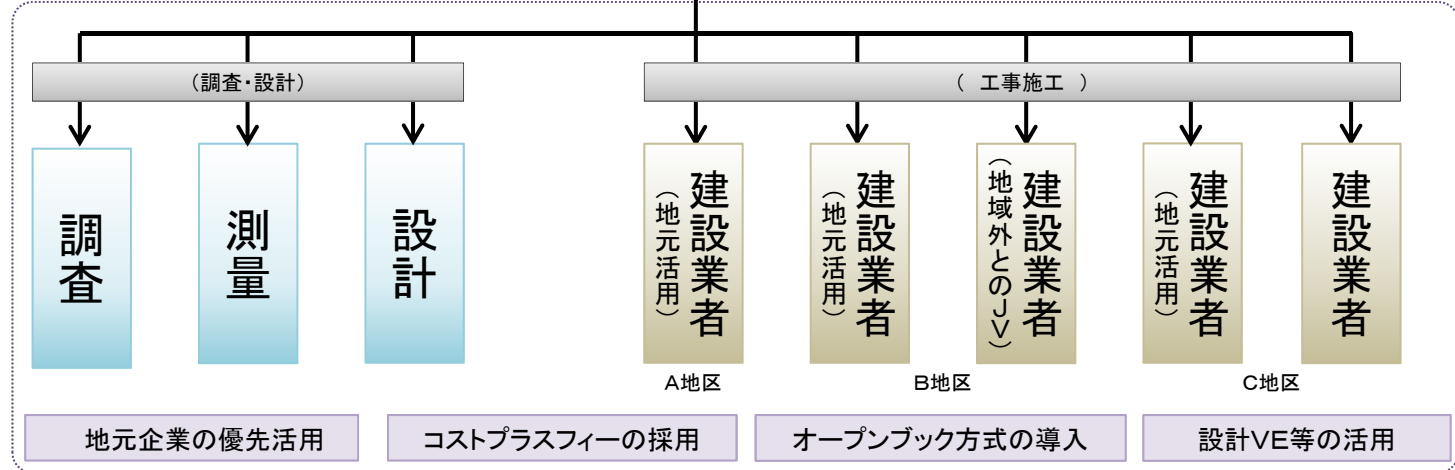 (調査・設計)
( 工事施工 )
調査
測量
設計
建設業者
(地元活用)
建設業者
(地元活用)
建設業者
(地域外とのJV)
建設業者
(地元活用)
建設業者
A地区
B地区
C地区
地元企業の優先活用
コストプラスフィーの採用
オープンブック方式の導入
設計VE等の活用